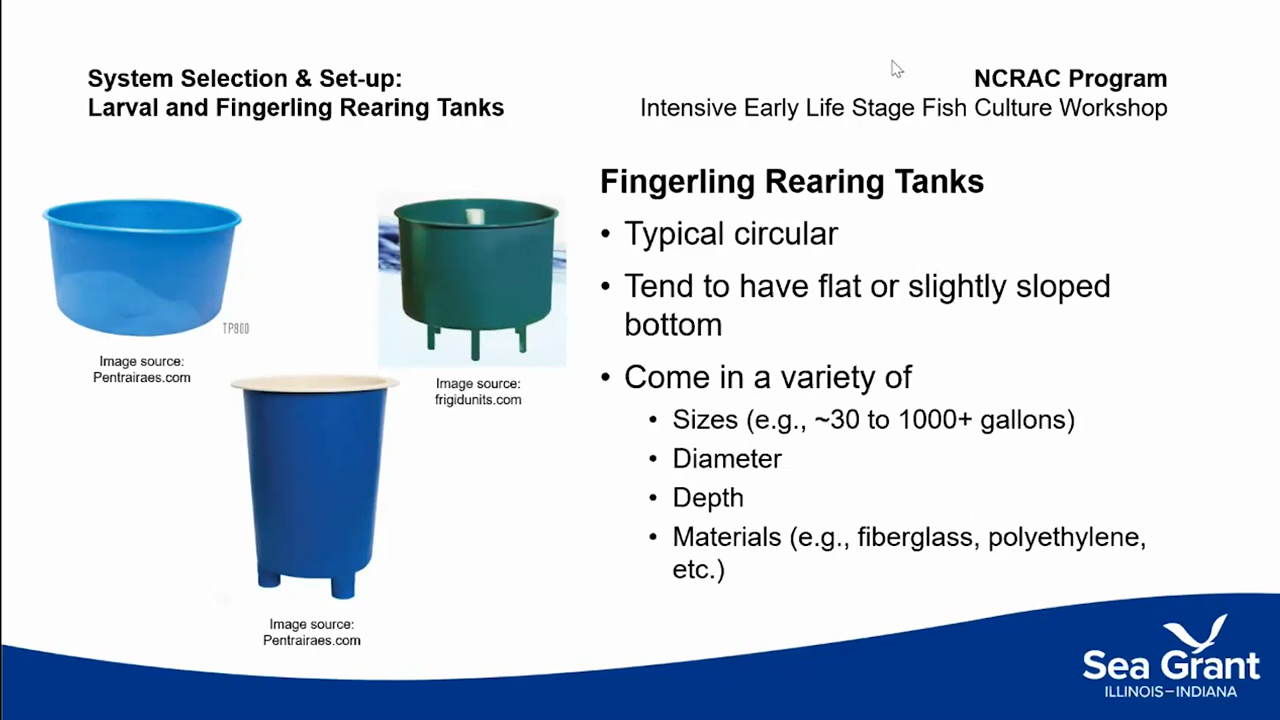 System Selection & Set-up:
Larval and Fingerling Rearing Tanks
NCRAC Program
Intensive Early Life Stage Fish Culture Workshop
Fingerling Rearing Tanks
• Typical circular
• Tend to have flat or slightly sloped
bottom
• Come in a variety of
• Sizes (e.g., ~30 to 1000+ gallons)
• Diameter
• Depth
• Materials (e.g., fiberglass, polyethylene,
etc.)
TP800
Image source:
Pentrairaes.com
Image source:
frigidunits.com
Image source:
Pentrairaes.com
Sea Grant
ILLINOIS–INDIANA